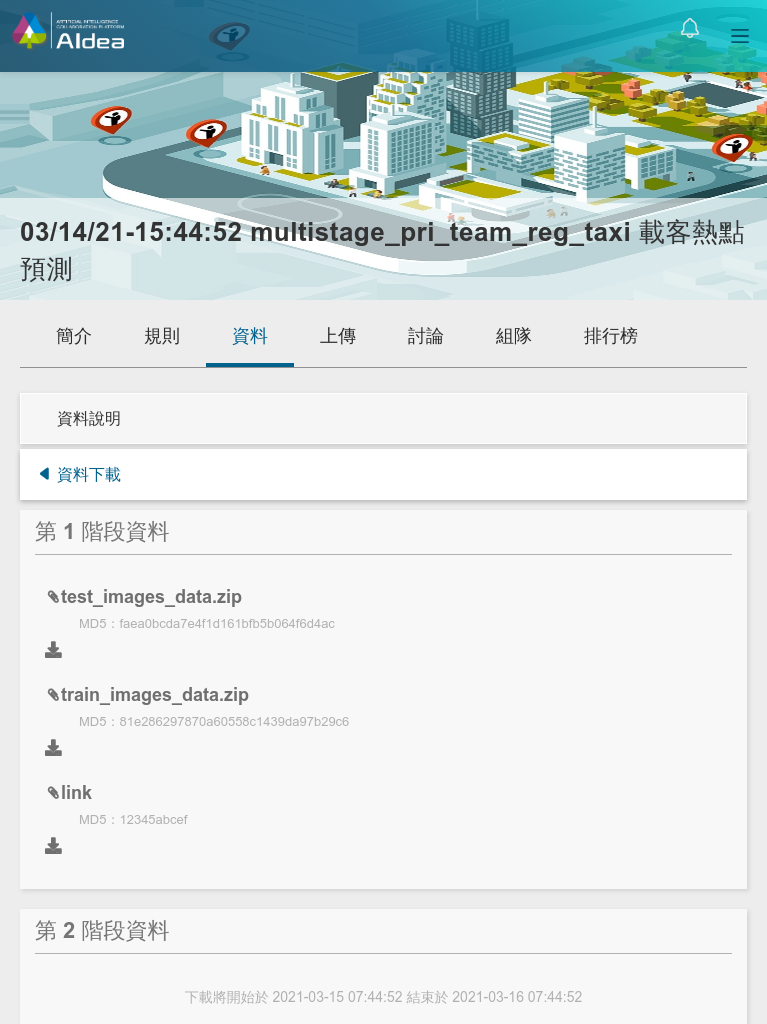 ARTIFICIAL INTELLIGENCE
COLLABORATION PLATFORM
AIdea
03/14/21-15:44:52 multistage_pri_team_reg_taxi 載客熱點
預測
簡介 規則 資料 上傳 討論 組隊 排行榜
資料說明
資料下載
第 1 階段資料
test_images_data.zip
MD5：faea0bcda7e4f1d161bfb5b064f6d4ac
train_images_data.zip
MD5：81e286297870a60558c1439da97b29c6
link
MD5：12345abcef
第 2 階段資料
下載將開始於 2021-03-15 07:44:52 結束於 2021-03-16 07:44:52